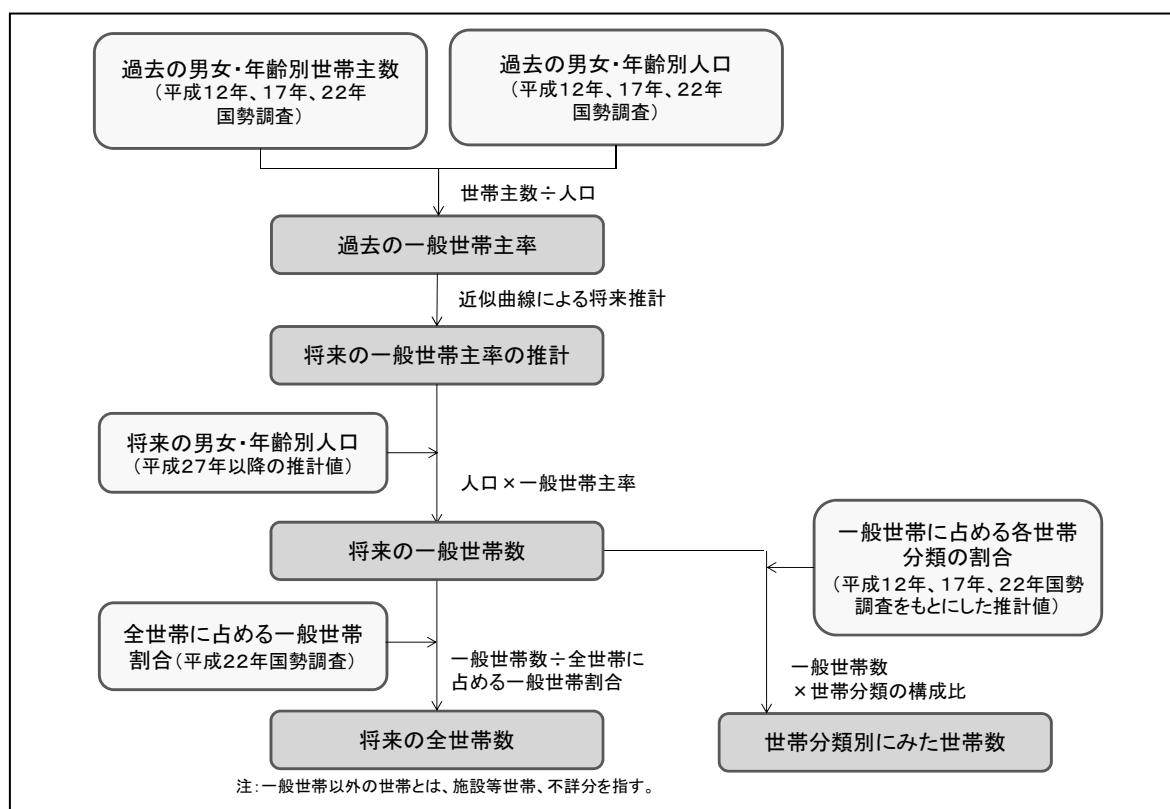 過去の男女・年齢別世帯主数
（平成12年、17年、22年
国勢調査）
過去の男女・年齢別人口
（平成12年、17年、22年
国勢調査）
世帯主数÷人口
過去の一般世帯主率
近似曲線による将来推計
将来の一般世帯主率の推計
将来の男女・年齢別人口
（平成27年以降の推計値）
人口×一般世帯主率
将来の一般世帯数
一般世帯に占める各世帯
分類の割合
（平成12年、17年、22年国勢
調査をもとにした推計値）
全世帯に占める一般世帯
割合（平成22年国勢調査）
一般世帯数÷全世帯に
占める一般世帯割合
一般世帯数
×世帯分類の構成比
将来の全世帯数
世帯分類別にみた世帯数
注：一般世帯以外の世帯とは、施設等世帯、不詳分を指す。